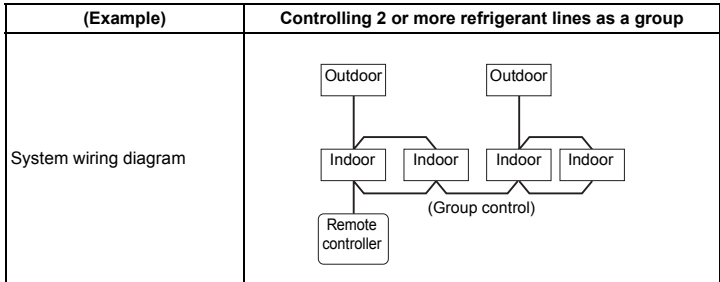 (Example)
Controlling 2 or more refrigerant lines as a group
System wiring diagram
Outdoor
Outdoor
Indoor
Indoor
Indoor
Indoor
(Group control)
Remote
controller